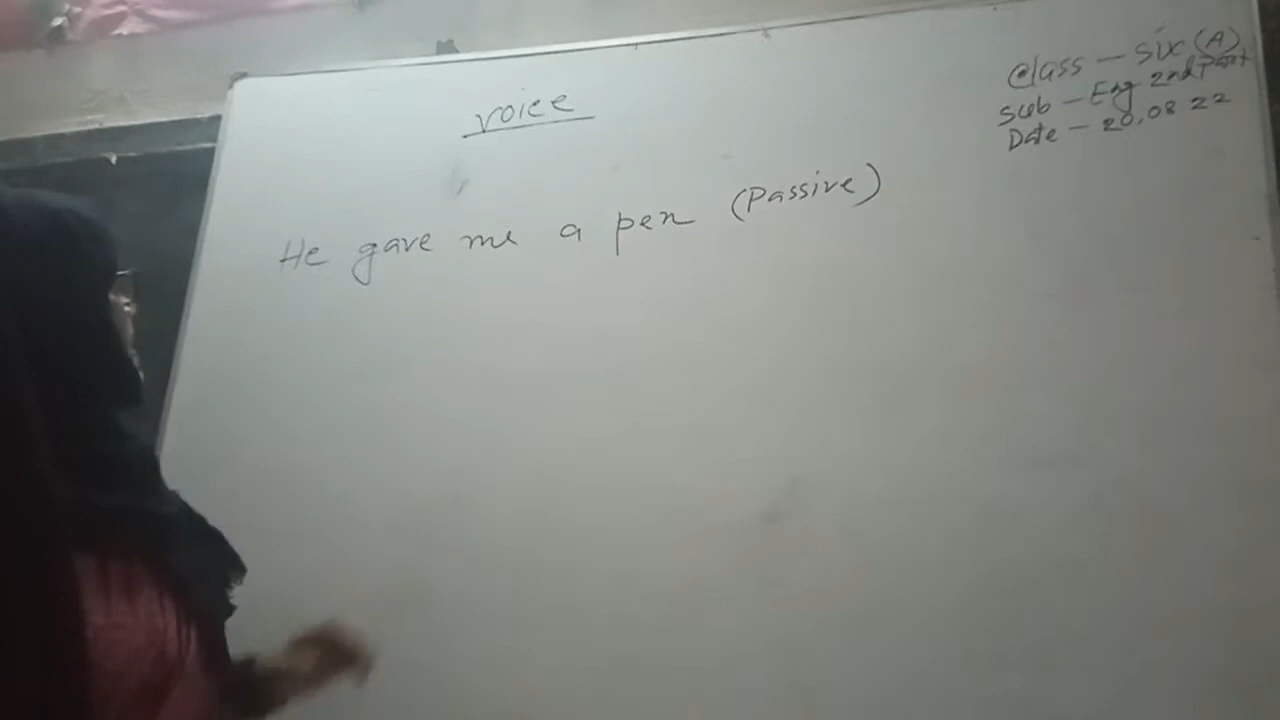 voice
Class - six (A)
Sub - Eng 2nd Part
Date - 20.08 22
He gave me a pen (Passive)